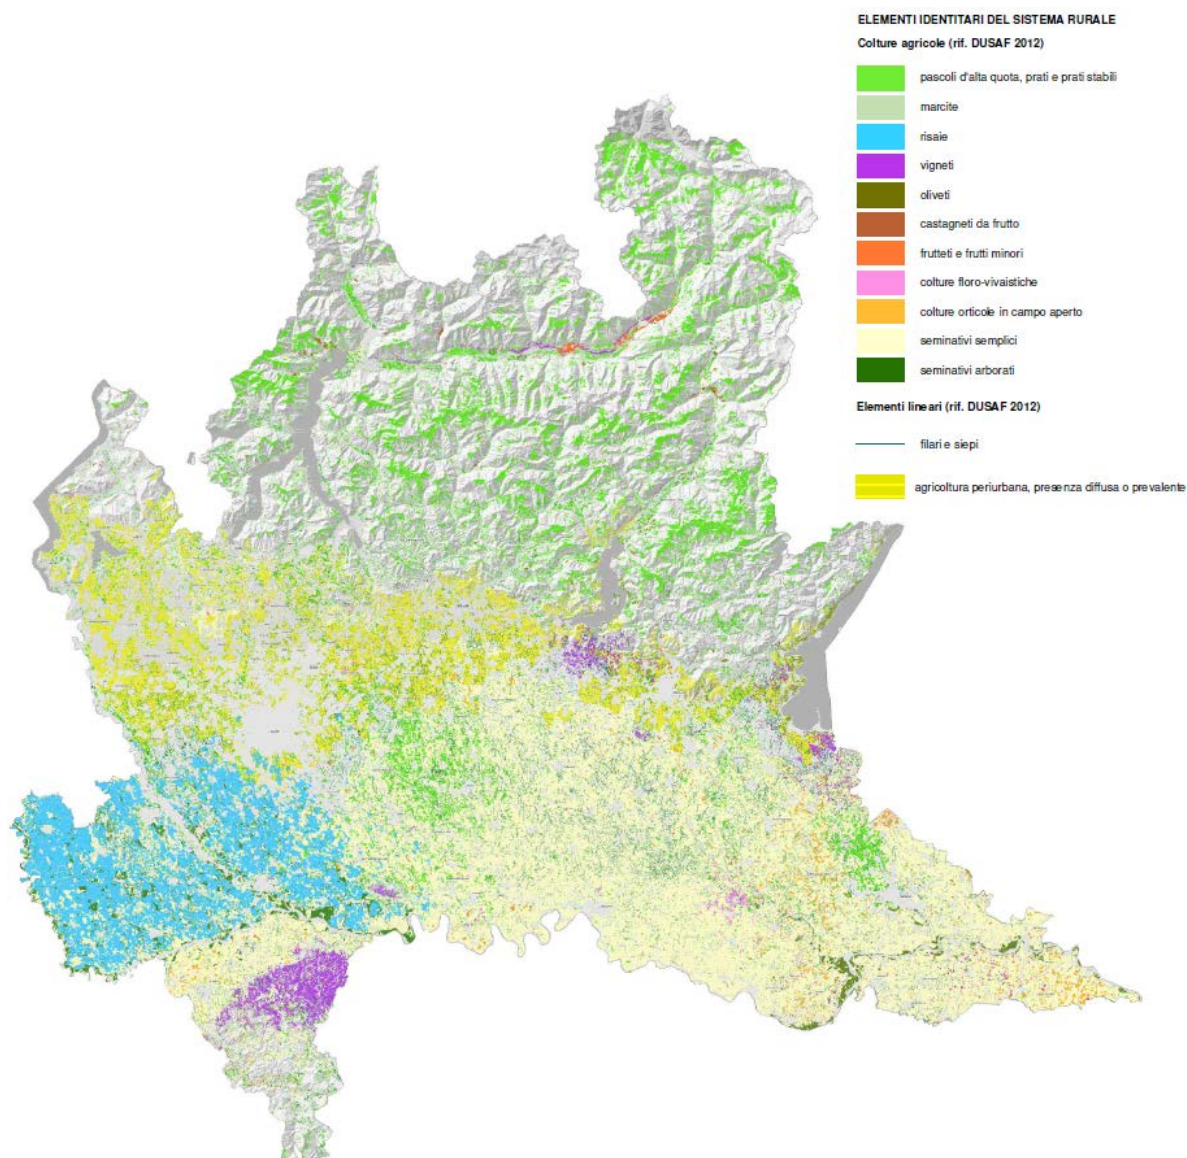 ELEMENTI IDENTITARI DEL SISTEMA RURALE
Colture agricole (rif. DUSAF 2012)
pascoli d'alta quota, prati e prati stabili
marcite
risaie
vigneti
oliveti
castagneti da frutto
frutteti e frutti minori
colture floro-vivaistiche
colture orticole in campo aperto
seminativi semplici
seminativi arborati
Elementi lineari (rif. DUSAF 2012)
filari e siepi
agricoltura periurbana, presenza diffusa o prevalente